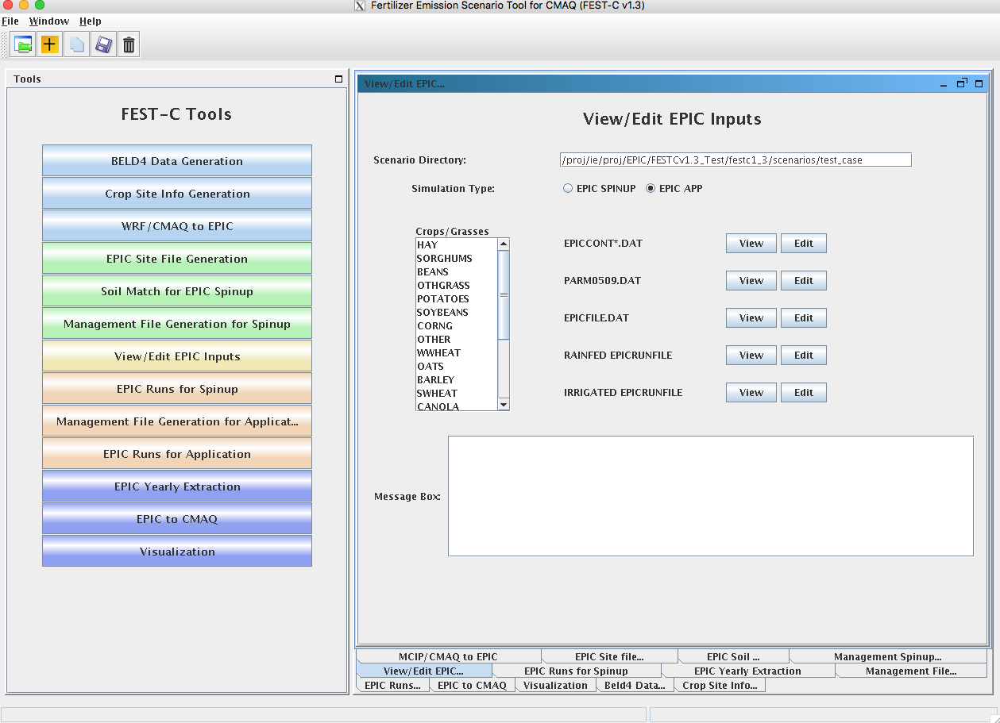 Fertilizer Emission Scenario Tool for CMAQ (FEST-C v1.3)
File Window Help
Tools
FEST-C Tools
BELD4 Data Generation
Crop Site Info Generation
WRF/CMAQ to EPIC
EPIC Site File Generation
Soil Match for EPIC Spinup
Management File Generation for Spinup
View/Edit EPIC Inputs
EPIC Runs for Spinup
Management File Generation for Applicat...
EPIC Runs for Application
EPIC Yearly Extraction
EPIC to CMAQ
Visualization
View/Edit EPIC...
View/Edit EPIC Inputs
Scenario Directory: /proj/ie/proj/EPIC/FESTCv1.3_Test/festc1_3/scenarios/test_case
Simulation Type: EPIC SPINUP EPIC APP
Crops/Grasses
HAY
SORGHUMS
BEANS
OTHGRASS
POTATOES
SOYBEANS
CORNG
OTHER
WWHEAT
OATS
BARLEY
SWHEAT
CANOLA
EPICCONT*.DAT View Edit
PARM0509.DAT View Edit
EPICFILE.DAT View Edit
RAINFED EPICRUNFILE View Edit
IRRIGATED EPICRUNFILE View Edit
Message Box:
MCIP/CMAQ to EPIC EPIC Site file... EPIC Soil ... Management Spinup...
View/Edit EPIC... EPIC Runs for Spinup EPIC Yearly Extraction Management File...
EPIC Runs... EPIC to CMAQ Visualization Beld4 Data... Crop Site Info...